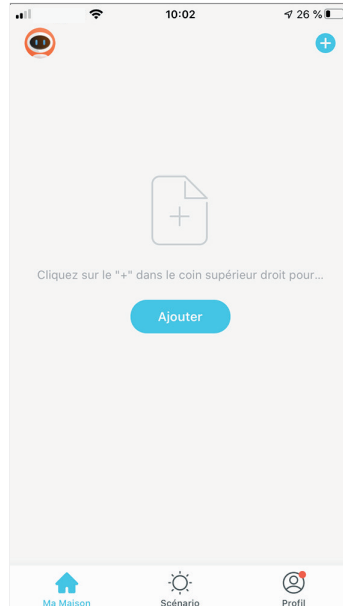 10:02
26 %
Cliquez sur le "+" dans le coin supérieur droit pour...
Ajouter
Ma Maison
Scénario
Profil